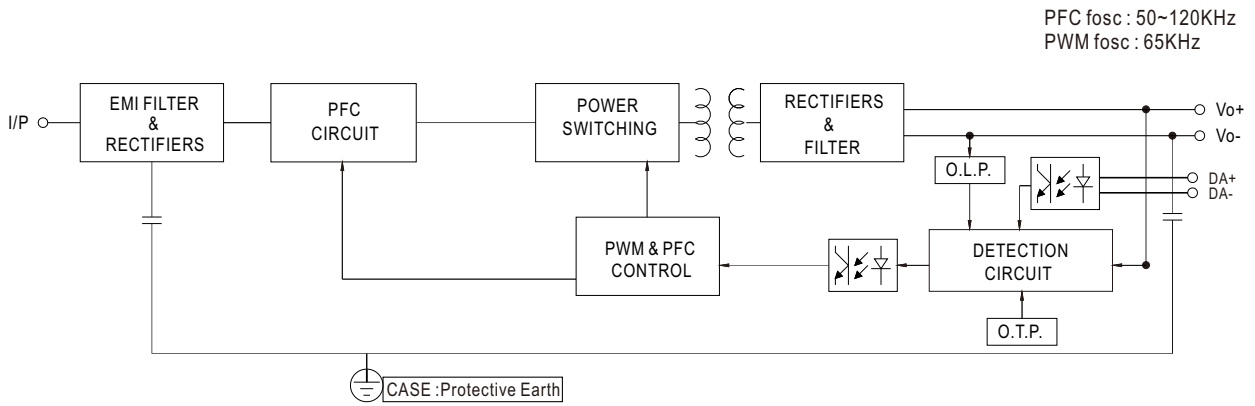 PFC fosc : 50~120KHz
PWM fosc : 65KHz
I/P
EMI FILTER
&
RECTIFIERS
PFC
CIRCUIT
POWER
SWITCHING
RECTIFIERS
&
FILTER
Vo+
Vo-
O.L.P.
DA+
DA-
PWM & PFC
CONTROL
DETECTION
CIRCUIT
O.T.P.
CASE :Protective Earth